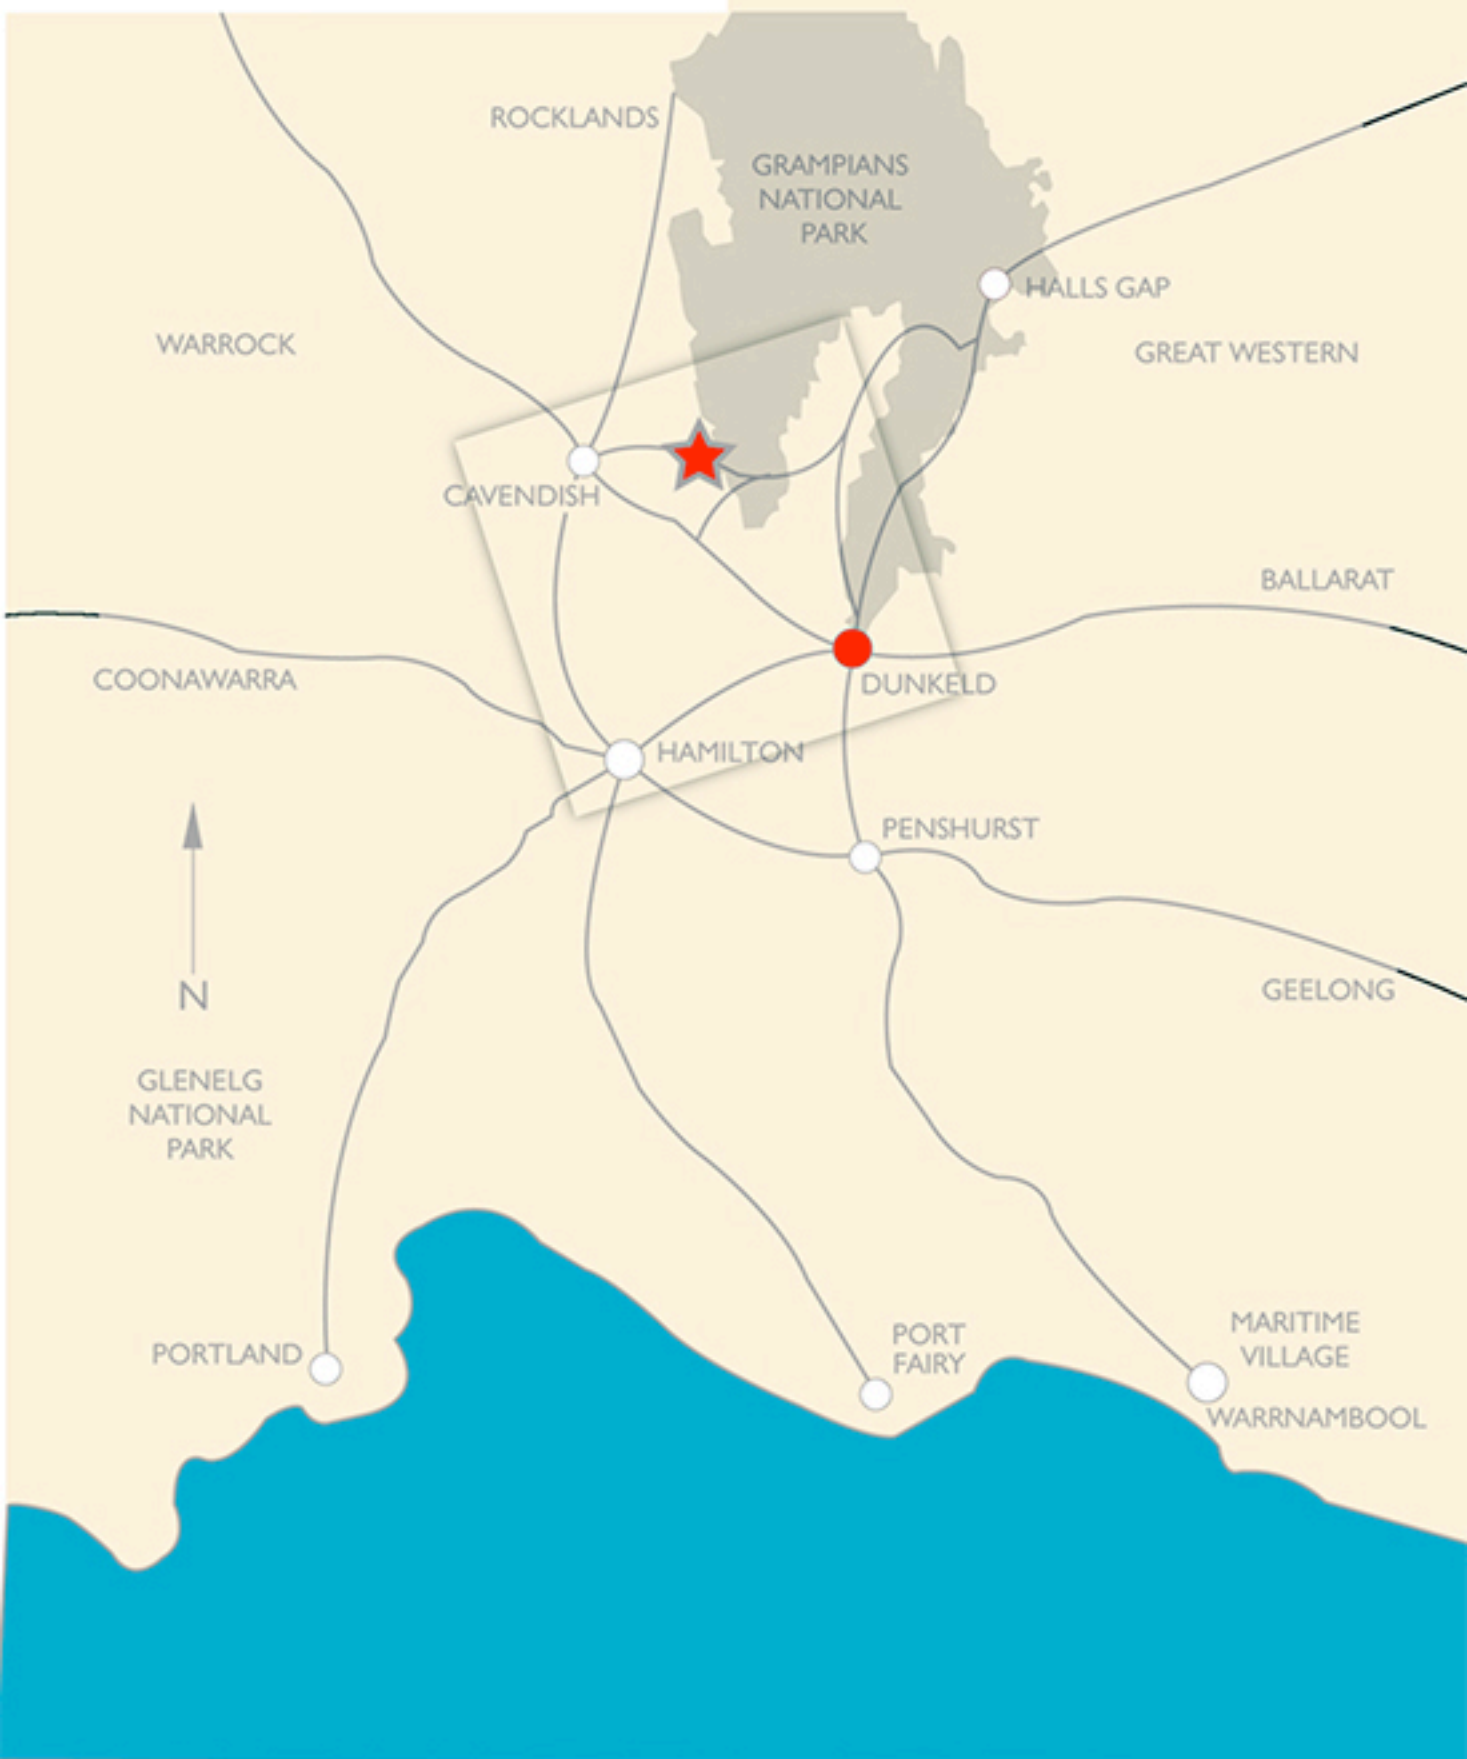 ROCKLANDS
GRAMPIANS
NATIONAL
PARK
HALLS GAP
WARROCK
GREAT WESTERN
CAVENDISH
BALLARAT
COONAWARRA
DUNKELD
HAMILTON
PENSHURST
N
GEELONG
GLENELG
NATIONAL
PARK
PORTLAND
PORT
FAIRY
MARITIME
VILLAGE
WARRNAMBOOL